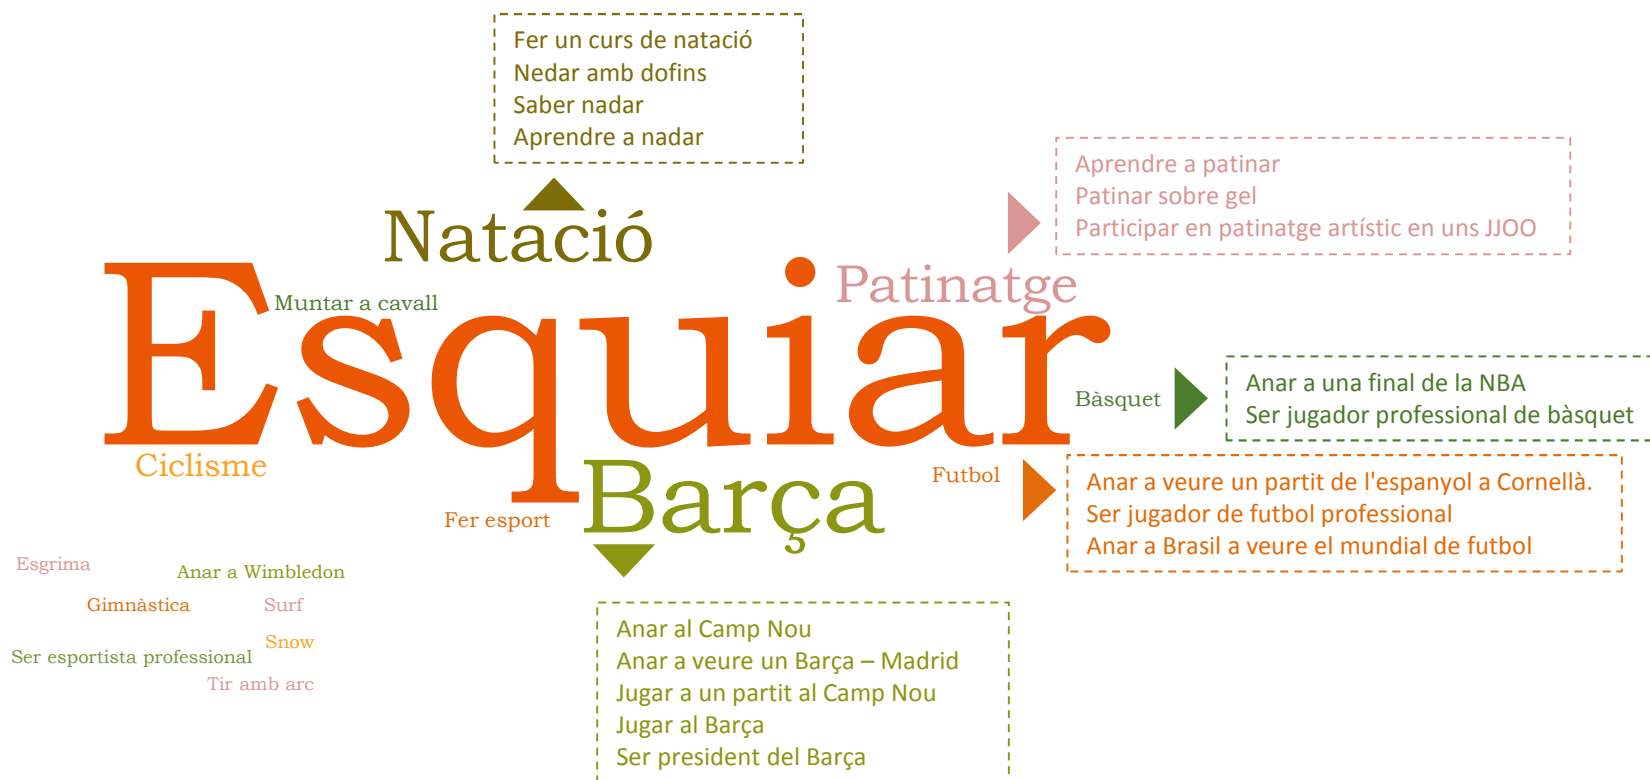 Fer un curs de natació
Nedar amb dofins
Saber nadar
Aprendre a nadar
Natació
Aprendre a patinar
Patinar sobre gel
Participar en patinatge artístic en uns JJOO
Patinatge
Muntar a cavall
Esquiar
Bàsquet
Anar a una final de la NBA
Ser jugador professional de bàsquet
Ciclisme
Fer esport
Barça
Futbol
Anar a veure un partit de l'espanyol a Cornellà.
Ser jugador de futbol professional
Anar a Brasil a veure el mundial de futbol
Esgrima
Anar a Wimbledon
Gimnàstica
Surf
Snow
Ser esportista professional
Tir amb arc
Anar al Camp Nou
Anar a veure un Barça – Madrid
Jugar a un partit al Camp Nou
Jugar al Barça
Ser president del Barça